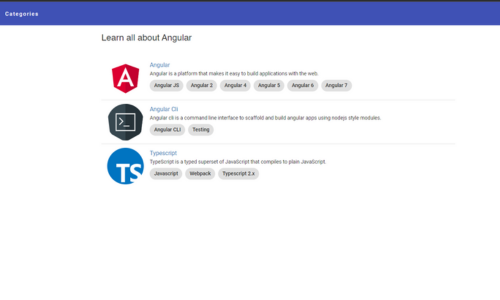 Categories
Learn all about Angular
A
Angular
Angular is a platform that makes it easy to build applications with the web.
Angular JS Angular 2 Angular 4 Angular 5 Angular 6 Angular 7
>_
Angular Cli
Angular cli is a command line interface to scaffold and build angular apps using nodejs style modules.
Angular CLI Testing
TS
Typescript
TypeScript is a typed superset of JavaScript that compiles to plain JavaScript.
Javascript Webpack Typescript 2.x